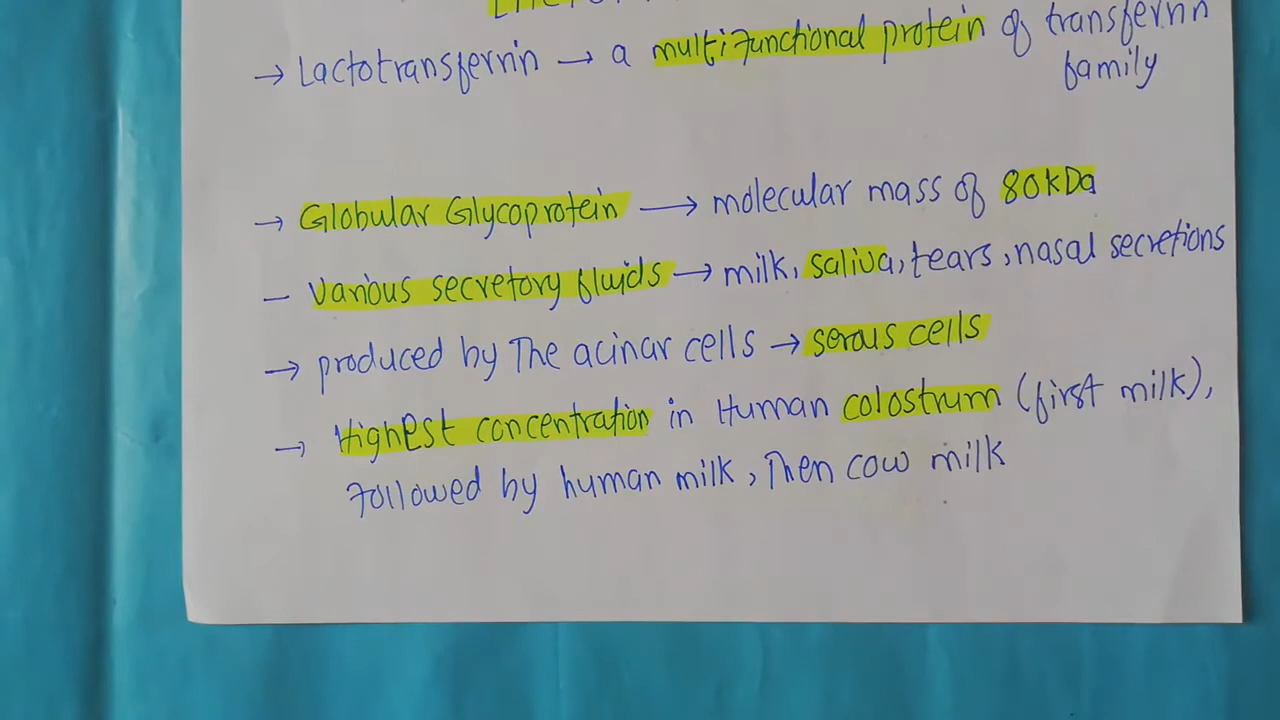 → Lactotransferrin → a multifunctional protein of transferrin
family
→ Globular Glycoprotein → molecular mass of 80kDa
- various secretory fluids → milk, saliva, tears, nasal secretions
→ produced by The acinar cells → serous cells
→ Highest concentration in Human colostrum (first milk),
followed by human milk, Then cow milk